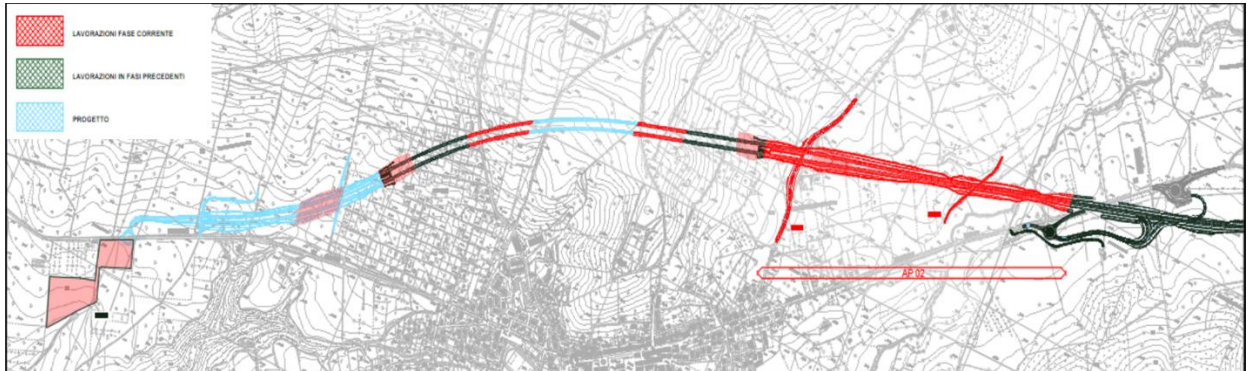 LAVORAZIONI FASE CORRENTE
LAVORAZIONI IN FASI PRECEDENTI
PROGETTO
AP 02